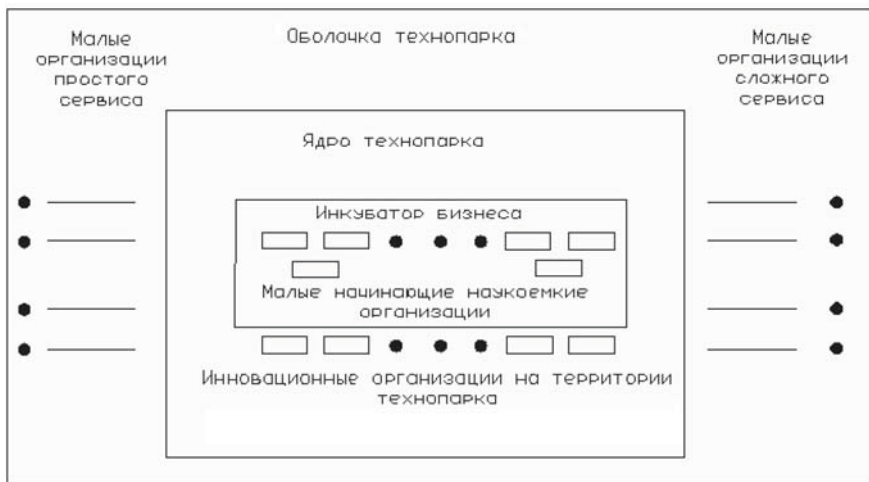 Малые
организации
простого
сервиса
Оболочка технопарка
Малые
организации
сложного
сервиса
Ядро технопарка
Инкубатор бизнеса
Малые начинающие наукоемкие
организации
Инновационные организации на территории
технопарка